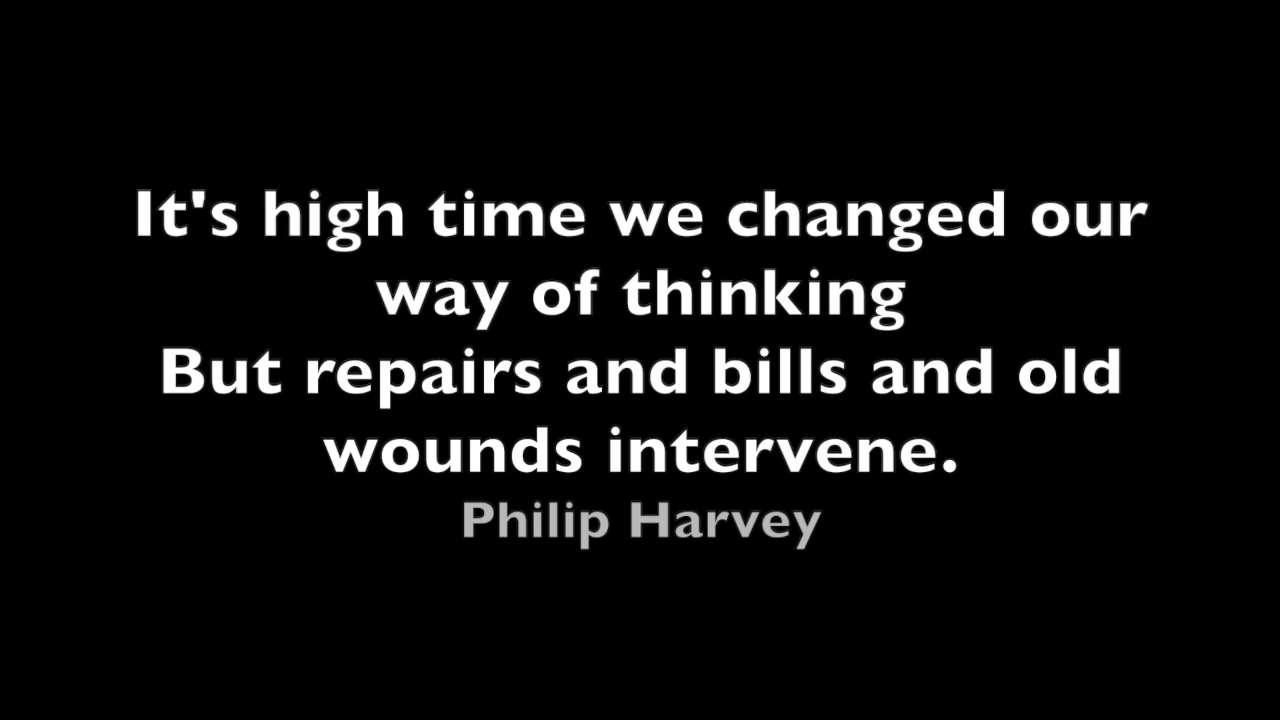 It's high time we changed our
way of thinking
But repairs and bills and old
wounds intervene.
Philip Harvey